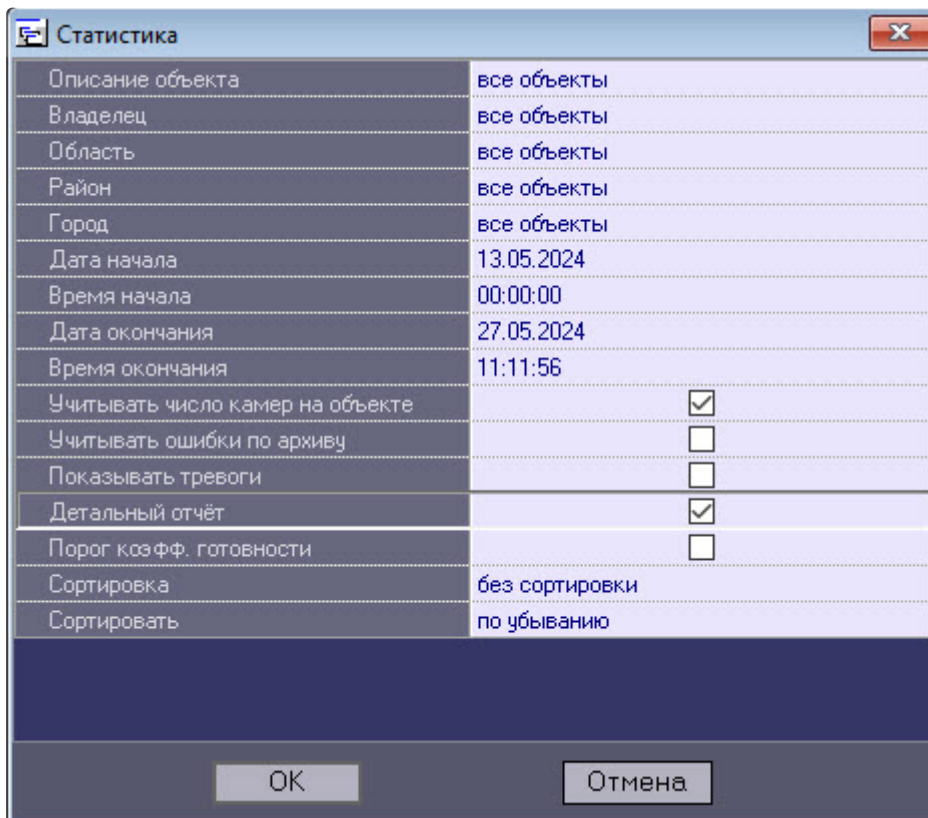 Статистика
Описание объекта все объекты
Владелец все объекты
Область все объекты
Район все объекты
Город все объекты
Дата начала 13.05.2024
Время начала 00:00:00
Дата окончания 27.05.2024
Время окончания 11:11:56
Учитывать число камер на объекте
Учитывать ошибки по архиву
Показывать тревоги
Детальный отчёт
Порог коэфф. готовности
Сортировка без сортировки
Сортировать по убыванию
OK Отмена